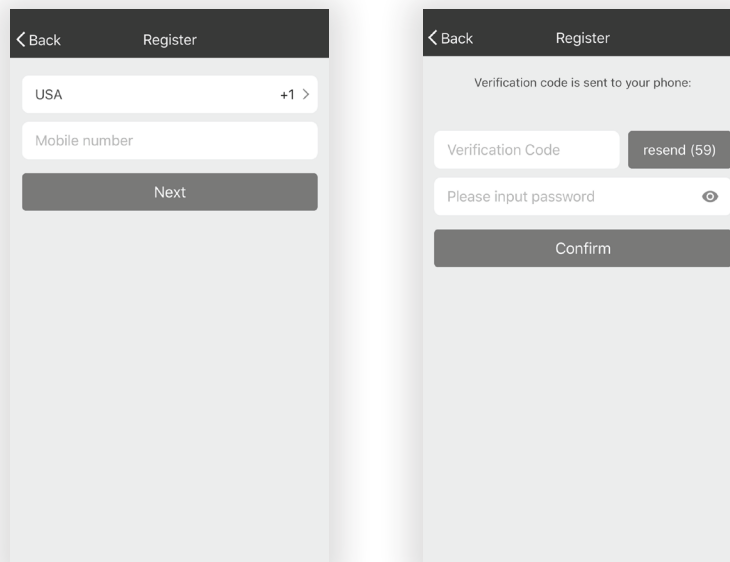 Back Register
USA +1
Mobile number
Next
Back Register
Verification code is sent to your phone:
Verification Code resend (59)
Please input password
Confirm